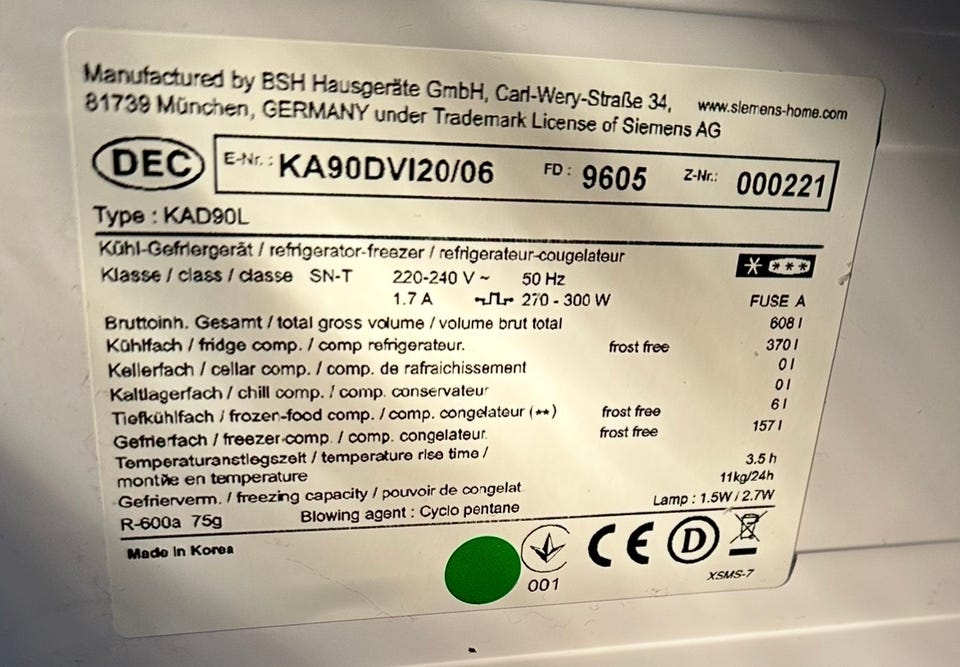 Manufactured by BSH Hausgeräte GmbH, Carl-Wery-Straße 34, www.siemens-home.com
81739 München, GERMANY under Trademark License of Siemens AG
DEC E-Nr.: KA90DVI20/06 FD: 9605 Z-Nr.: 000221
Type : KAD90L
Kühl-Gefriergerät / refrigerator-freezer / refrigerateur-cougelateur
Klasse / class / classe SN-T 220-240 V ~ 50 Hz
1.7 A 270 - 300 W FUSE A
Bruttoinh. Gesamt / total gross volume / volume brut total 608 l
Kühlfach / fridge comp. / comp refrigerateur. frost free 370 l
Kellerfach / cellar comp. / comp. de rafraichissement 0 l
Kaltlagerfach / chill comp. / comp. conservateur 0 l
Tiefkühlfach / frozen-food comp. / comp. congelateur (**) frost free 6 l
Gefrierfach / freezer comp. / comp. congelateur. frost free 157 l
Temperaturanstiegszeit / temperature rise time /
montée en temperature 3.5 h
Gefrierverm. / freezing capacity / pouvoir de congelat. 11kg/24h
R-600a 75g Blowing agent : Cyclo pentane Lamp : 1.5W / 2.7W
Made in Korea
001 CE D
XSMS-7